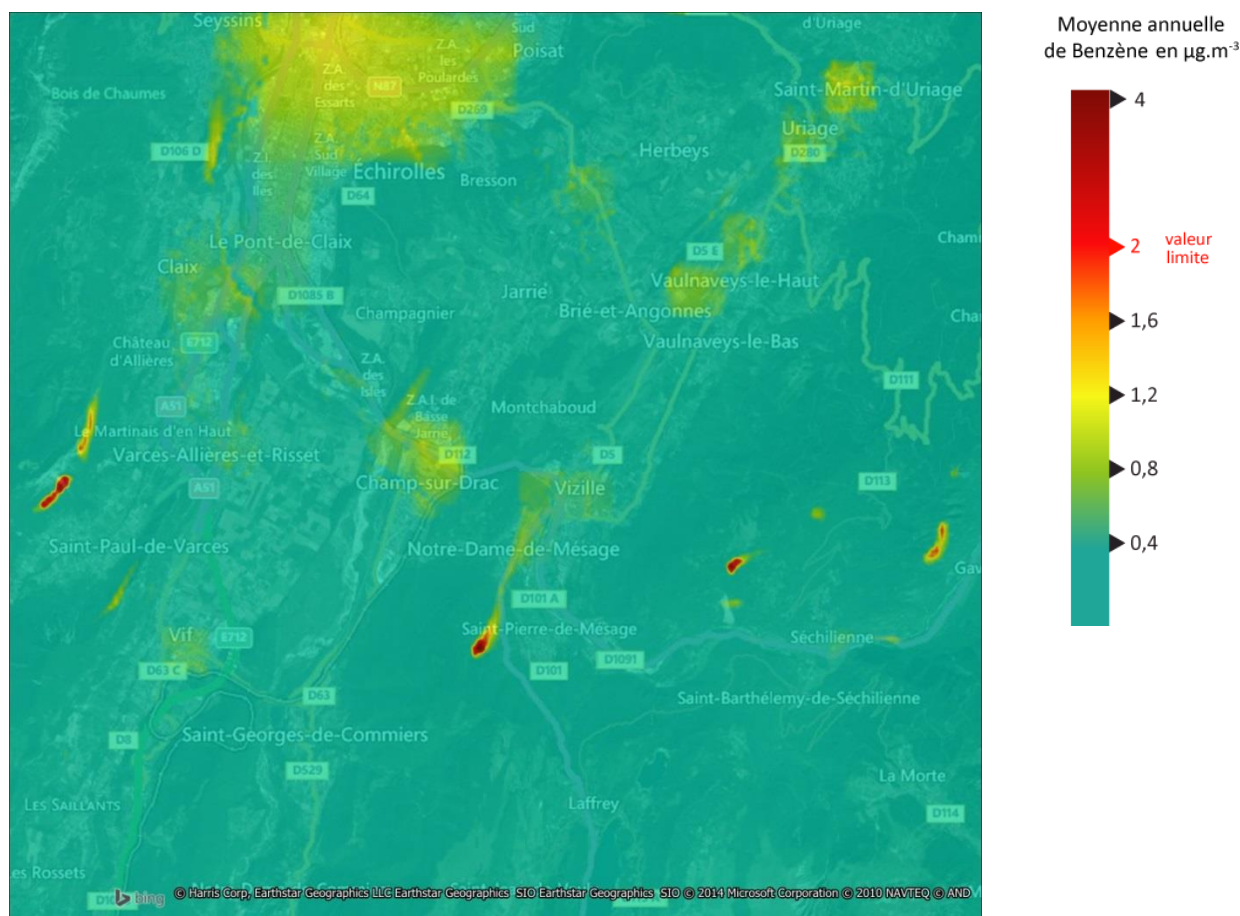 Seyssins
Sud
Poisat
d'Uriage
Z.A.
les
Poulardes
Z.A.
des
Essarts
N87
Bois de Chaumes
Saint-Martin-d'Uriage
D269
Uriage
D106 D
Z.A.
Sud
Village
Herbeys
D280
Z.I.
des
Iles
Échirolles
Bresson
D64
Le Pont-de-Claix
Claix
D5 E
Chami
Vaulnaveys-le-Haut
D1085 B
Jarrie
Champagnier
Brié-et-Angonnes
Cha
Château
d'Allières
E712
Vaulnaveys-le-Bas
Z.A.
des
Isles
D111
A51
Z.A.I. de
Basse
Jarrie
Montchaboud
Le Martinais d'en Haut
Varces-Allières-et-Risset
D112
D5
Champ-sur-Drac
Vizille
D113
A51
Saint-Paul-de-Varces
Notre-Dame-de-Mésage
Gav
D101 A
Vif
E712
Saint-Pierre-de-Mésage
Séchilienne
D63 C
D101
D1091
D63
Saint-Barthélemy-de-Séchilienne
D8
Saint-Georges-de-Commiers
D529
La Morte
LES SAILLANTS
Laffrey
D114
es Rossets
bing
© Harris Corp, Earthstar Geographics LLC Earthstar Geographics SIO Earthstar Geographics SIO © 2014 Microsoft Corporation © 2010 NAVTEQ © AND
Moyenne annuelle
de Benzène en µg.m⁻³
4
2 valeur
limite
1,6
1,2
0,8
0,4